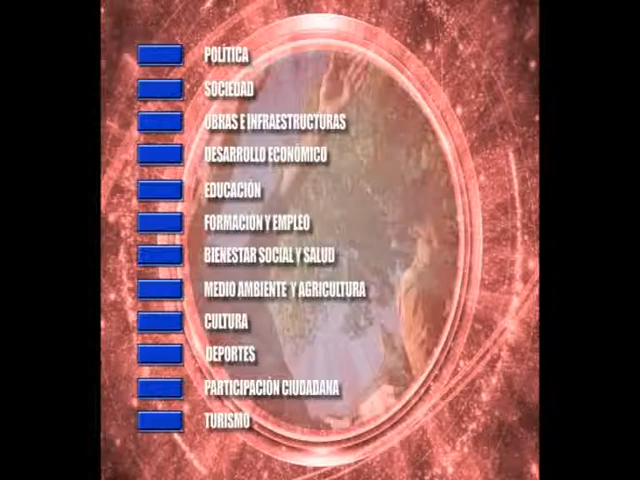 POLÍTICA
SOCIEDAD
OBRAS E INFRAESTRUCTURAS
DESARROLLO ECONÓMICO
EDUCACIÓN
FORMACION Y EMPLEO
BIENESTAR SOCIAL Y SALUD
MEDIO AMBIENTE Y AGRICULTURA
CULTURA
DEPORTES
PARTICIPACIÓN CIUDADANA
TURISMO